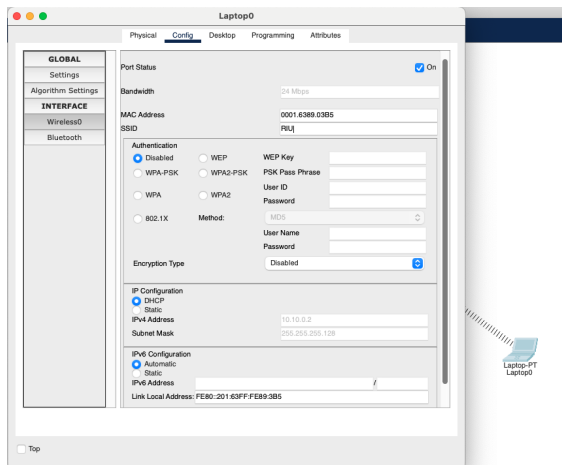 Laptop0
Physical Config Desktop Programming Attributes
GLOBAL
Settings
Algorithm Settings
INTERFACE
Wireless0
Bluetooth
Port Status On
Bandwidth 24 Mbps
MAC Address 0001.6389.03B5
SSID RIU
Authentication
Disabled WEP WEP Key
WPA-PSK WPA2-PSK PSK Pass Phrase
User ID
WPA WPA2 Password
802.1X Method: MD5
User Name
Password
Encryption Type Disabled
IP Configuration
DHCP
Static
IPv4 Address 10.10.0.2
Subnet Mask 255.255.255.126
IPv6 Configuration
Automatic
Static
IPv6 Address /
Link Local Address: FE80::201:63FF:FE89:3B5
Top
Laptop-PT
Laptop0